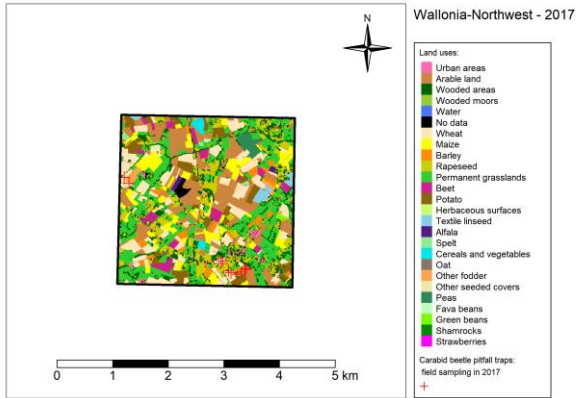 Wallonia-Northwest - 2017
N
Land uses:
Urban areas
Arable land
Wooded areas
Wooded moors
Water
No data
Wheat
Maize
Barley
Rapeseed
Permanent grasslands
Beet
Potato
Herbaceous surfaces
Textile linseed
Alfala
Spelt
Cereals and vegetables
Oat
Other fodder
Other seeded covers
Peas
Fava beans
Green beans
Shamrocks
Strawberries
Carabid beetle pitfall traps:
field sampling in 2017
0 1 2 3 4 5 km